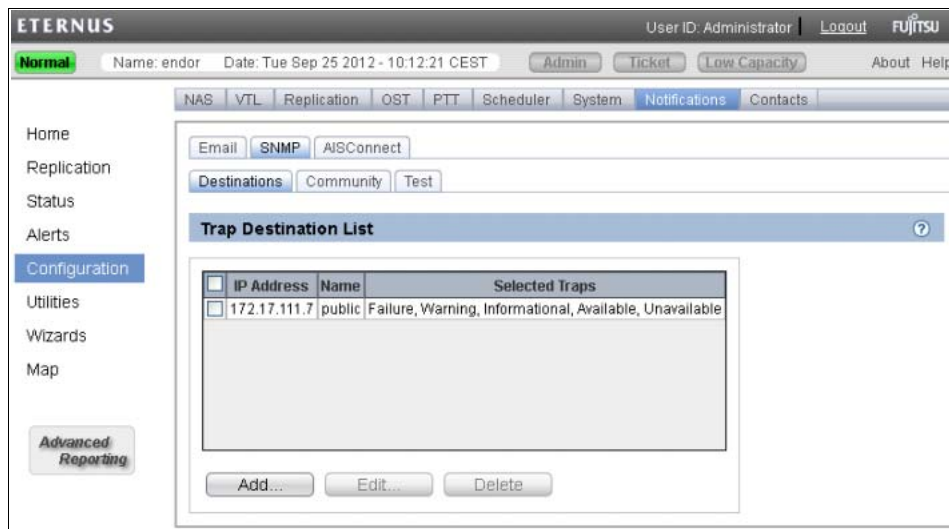 ETERNUS User ID: Administrator Logout FUJITSU
Normal Name: endor Date: Tue Sep 25 2012 - 10:12:21 CEST Admin Ticket Low Capacity About Help
NAS VTL Replication OST PTT Scheduler System Notifications Contacts
Home
Replication
Status
Alerts
Configuration
Utilities
Wizards
Map
Advanced
Reporting
Email SNMP AISConnect
Destinations Community Test
Trap Destination List ?
IP Address Name Selected Traps
172.17.111.7 public Failure, Warning, Informational, Available, Unavailable
Add... Edit... Delete